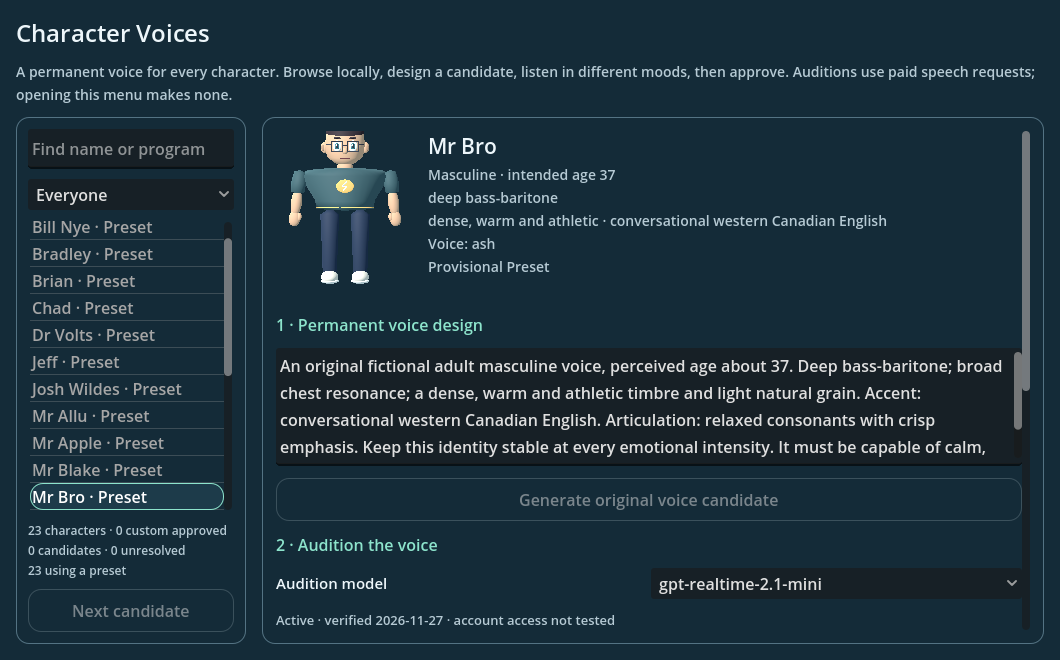 Character Voices
A permanent voice for every character. Browse locally, design a candidate, listen in different moods, then approve. Auditions use paid speech requests;
opening this menu makes none.
Find name or program
Everyone
Bill Nye · Preset
Bradley · Preset
Brian · Preset
Chad · Preset
Dr Volts · Preset
Jeff · Preset
Josh Wildes · Preset
Mr Allu · Preset
Mr Apple · Preset
Mr Blake · Preset
Mr Bro · Preset
23 characters · 0 custom approved
0 candidates · 0 unresolved
23 using a preset
Next candidate
Mr Bro
Masculine · intended age 37
deep bass-baritone
dense, warm and athletic · conversational western Canadian English
Voice: ash
Provisional Preset
1 · Permanent voice design
An original fictional adult masculine voice, perceived age about 37. Deep bass-baritone; broad
chest resonance; a dense, warm and athletic timbre and light natural grain. Accent:
conversational western Canadian English. Articulation: relaxed consonants with crisp
emphasis. Keep this identity stable at every emotional intensity. It must be capable of calm,
Generate original voice candidate
2 · Audition the voice
Audition model
gpt-realtime-2.1-mini
Active · verified 2026-11-27 · account access not tested